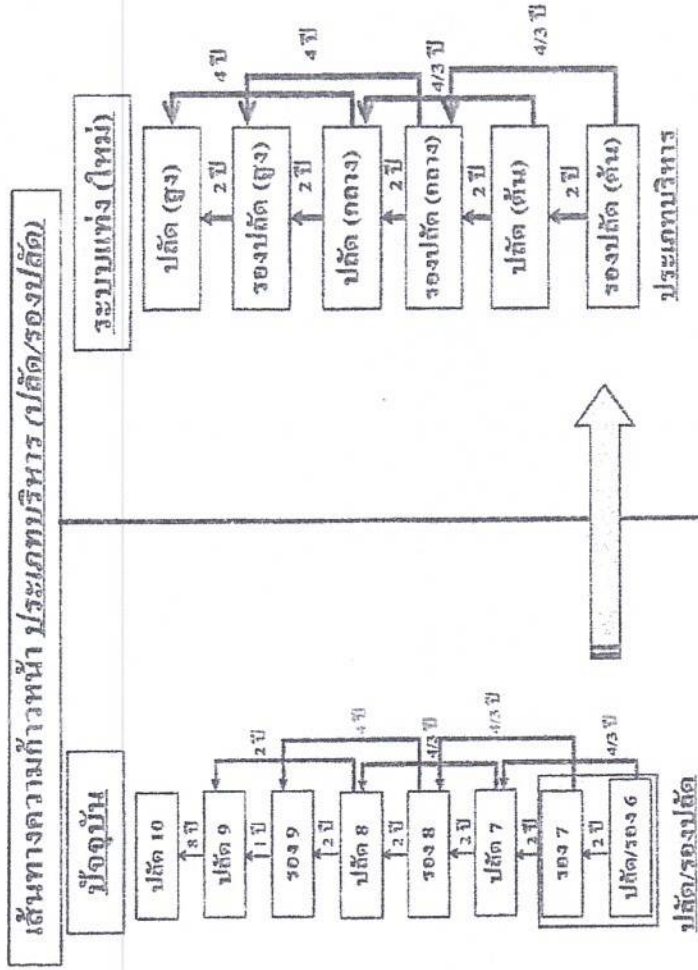 เส้นทางความก้าวหน้า ประเภทบริหาร (ปลัด/รองปลัด)
ปัจจุบัน
ปลัด 10
8 ปี
ปลัด 9
1 ปี
รอง 9
2 ปี
ปลัด 8
2 ปี
รอง 8
2 ปี
ปลัด 7
2 ปี
รอง 7
2 ปี
ปลัด/รอง 6
2 ปี
4 ปี
4/3 ปี
4/3 ปี
4/3 ปี
ปลัด/รองปลัด
ระบบแท่ง (ใหม่)
ปลัด (สูง)
2 ปี
รองปลัด (สูง)
2 ปี
ปลัด (กลาง)
2 ปี
รองปลัด (กลาง)
2 ปี
ปลัด (ต้น)
2 ปี
รองปลัด (ต้น)
4 ปี
4 ปี
4/3 ปี
4/3 ปี
ประเภทบริหาร